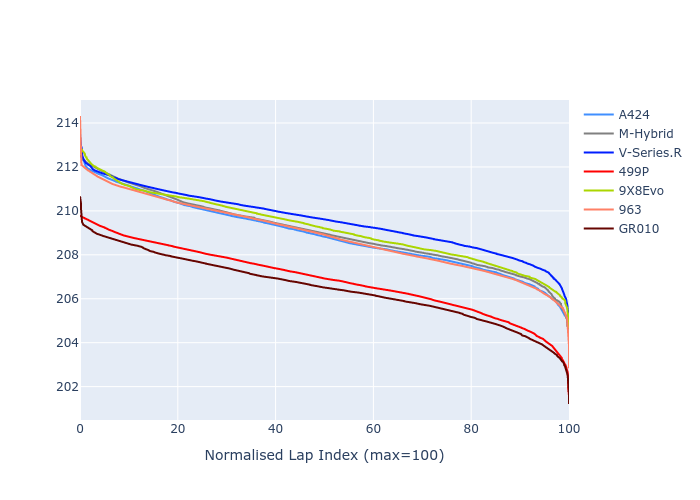 214
212
210
208
206
204
202
0 20 40 60 80 100
Normalised Lap Index (max=100)
A424
M-Hybrid
V-Series.R
499P
9X8Evo
963
GR010